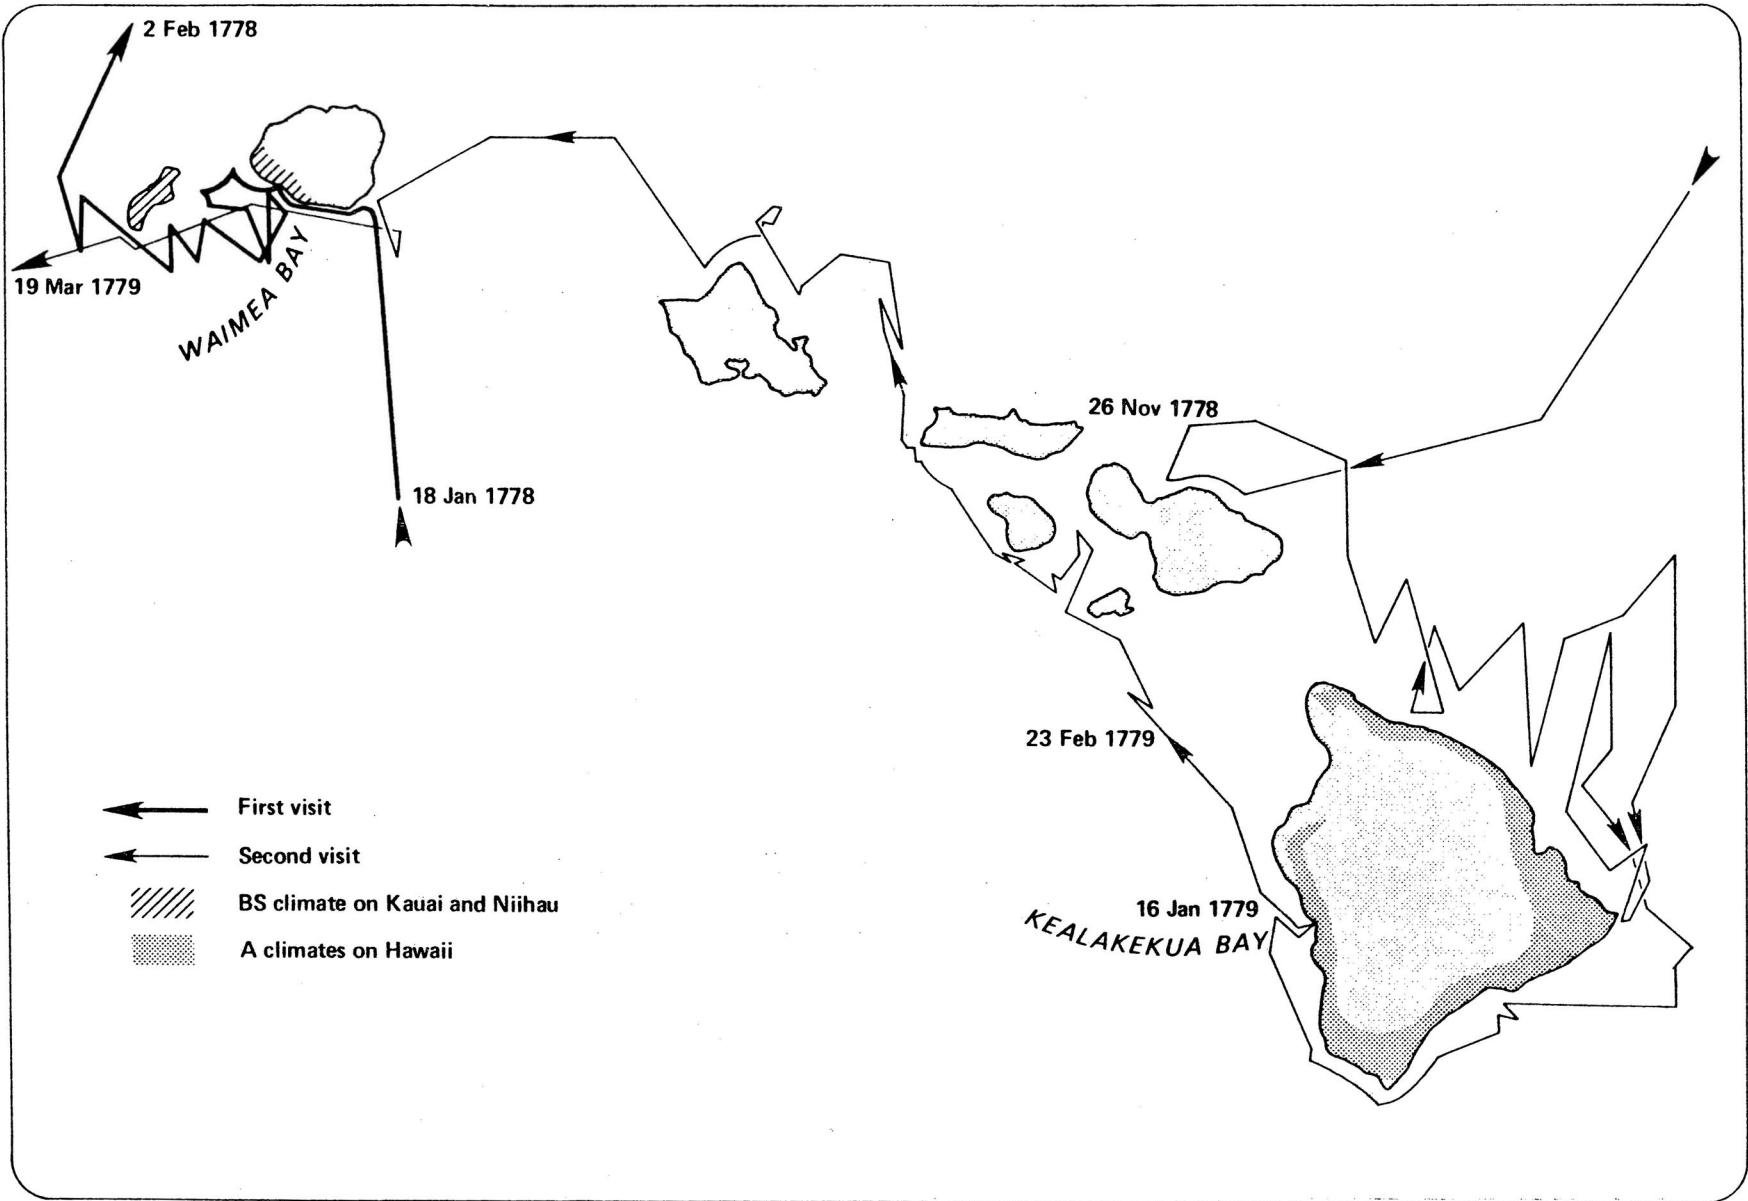 2 Feb 1778
19 Mar 1779
WAIMEA BAY
18 Jan 1778
26 Nov 1778
23 Feb 1779
16 Jan 1779
KEALAKEKUA BAY
First visit
Second visit
BS climate on Kauai and Niihau
A climates on Hawaii